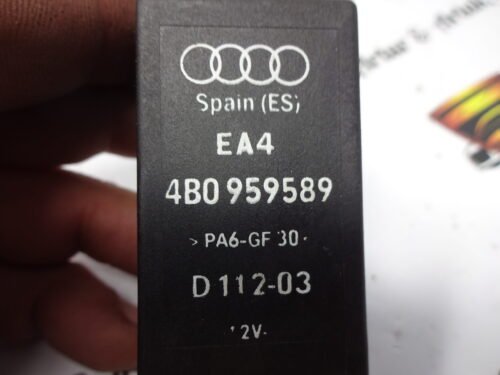 Spain (ES)
EA4
4B0 959589
>PA6-GF 30<
D 112-03
12V